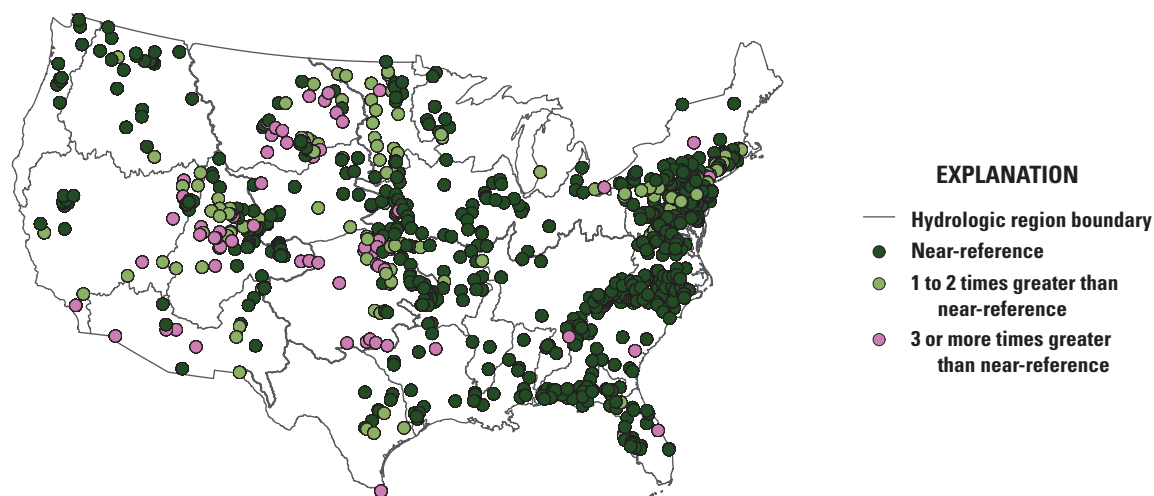 EXPLANATION
Hydrologic region boundary
Near-reference
1 to 2 times greater than
near-reference
3 or more times greater
than near-reference